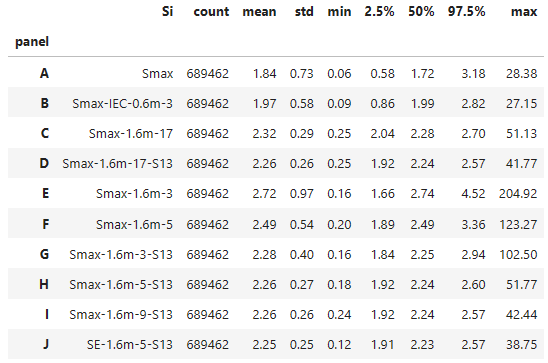 Si count mean std min 2.5% 50% 97.5% max
panel
A Smax 689462 1.84 0.73 0.06 0.58 1.72 3.18 28.38
B Smax-IEC-0.6m-3 689462 1.97 0.58 0.09 0.86 1.99 2.82 27.15
C Smax-1.6m-17 689462 2.32 0.29 0.25 2.04 2.28 2.70 51.13
D Smax-1.6m-17-S13 689462 2.26 0.26 0.25 1.92 2.24 2.57 41.77
E Smax-1.6m-3 689462 2.72 0.97 0.16 1.66 2.74 4.52 204.92
F Smax-1.6m-5 689462 2.49 0.54 0.20 1.89 2.49 3.36 123.27
G Smax-1.6m-3-S13 689462 2.28 0.40 0.16 1.84 2.25 2.94 102.50
H Smax-1.6m-5-S13 689462 2.26 0.27 0.18 1.92 2.24 2.60 51.77
I Smax-1.6m-9-S13 689462 2.26 0.26 0.24 1.92 2.24 2.57 42.44
J SE-1.6m-5-S13 689462 2.25 0.25 0.12 1.91 2.23 2.57 38.75